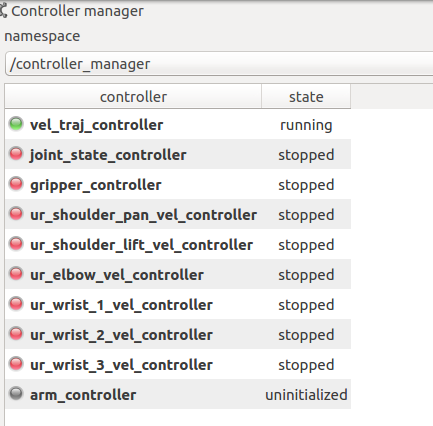 Controller manager
namespace
/controller_manager
controller state
vel_traj_controller running
joint_state_controller stopped
gripper_controller stopped
ur_shoulder_pan_vel_controller stopped
ur_shoulder_lift_vel_controller stopped
ur_elbow_vel_controller stopped
ur_wrist_1_vel_controller stopped
ur_wrist_2_vel_controller stopped
ur_wrist_3_vel_controller stopped
arm_controller uninitialized